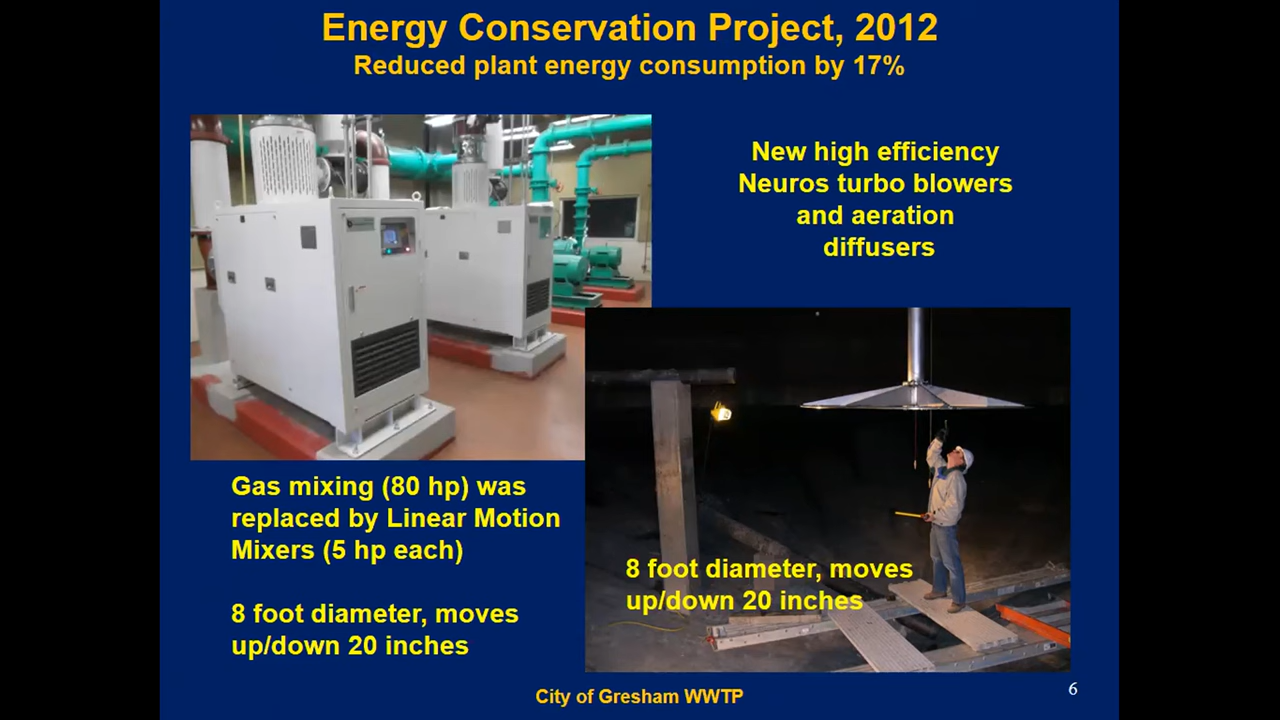 Energy Conservation Project, 2012
Reduced plant energy consumption by 17%
New high efficiency
Neuros turbo blowers
and aeration
diffusers
Gas mixing (80 hp) was
replaced by Linear Motion
Mixers (5 hp each)
8 foot diameter, moves
up/down 20 inches
8 foot diameter, moves
up/down 20 inches
City of Gresham WWTP
6